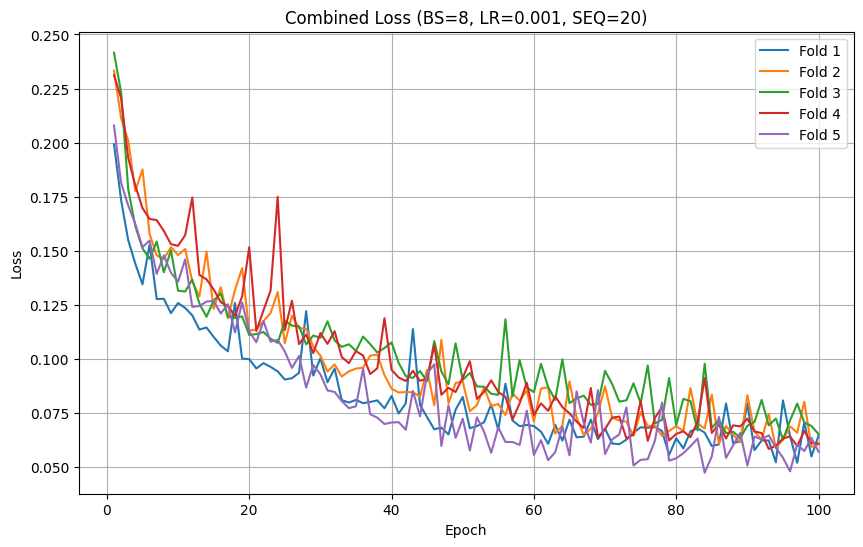 Combined Loss (BS=8, LR=0.001, SEQ=20)
Loss
0.250
0.225
0.200
0.175
0.150
0.125
0.100
0.075
0.050
Fold 1
Fold 2
Fold 3
Fold 4
Fold 5
0
20
40
60
80
100
Epoch